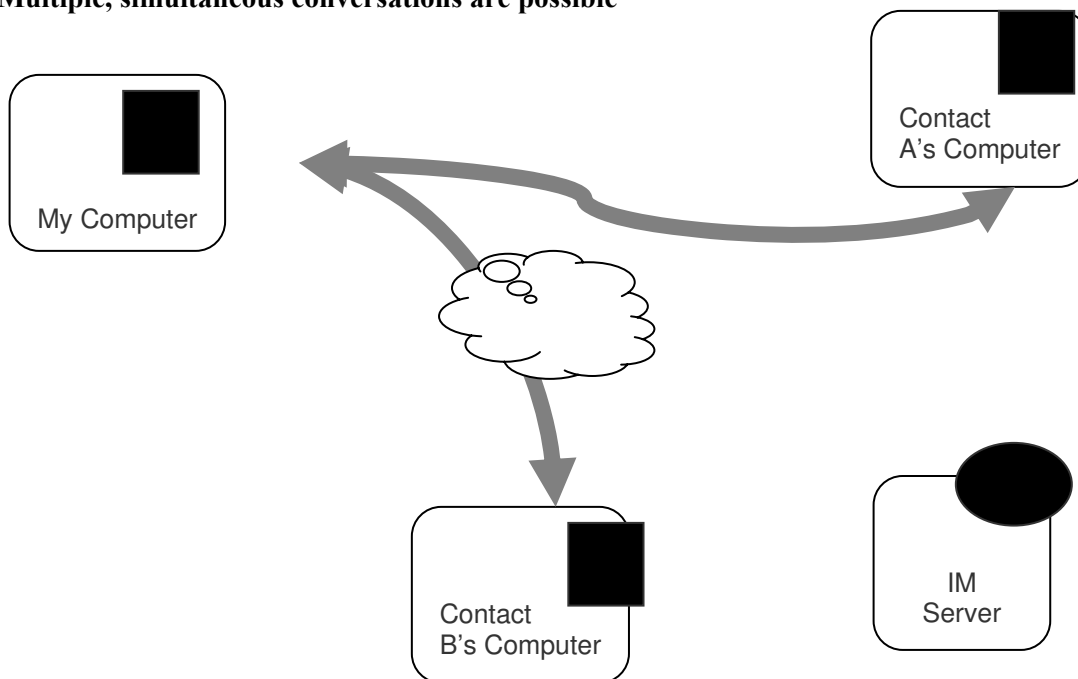 Multiple, simultaneous conversations are possible
Contact
A's Computer
My Computer
IM
Server
Contact
B's Computer